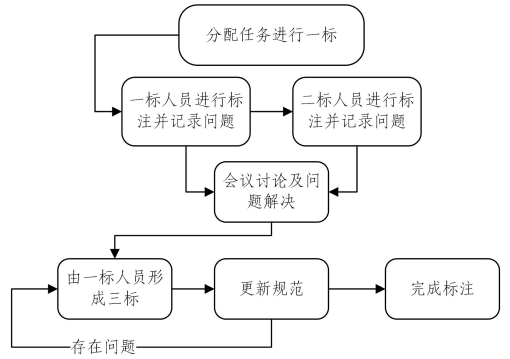 分配任务进行一标
一标人员进行标
注并记录问题
二标人员进行标
注并记录问题
会议讨论及问
题解决
由一标人员形
成三标
更新规范
完成标注
存在问题